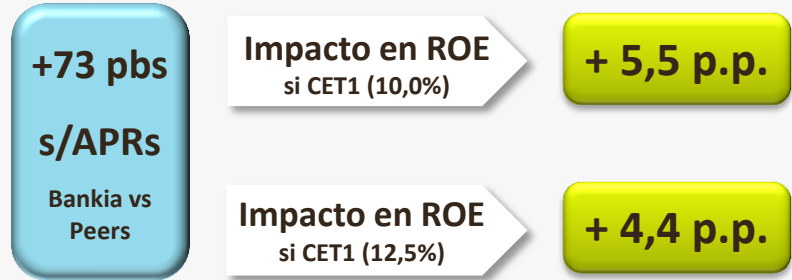 +73 pbs
s/APRs
Bankia vs
Peers
Impacto en ROE
si CET1 (10,0%)
+ 5,5 p.p.
Impacto en ROE
si CET1 (12,5%)
+ 4,4 p.p.